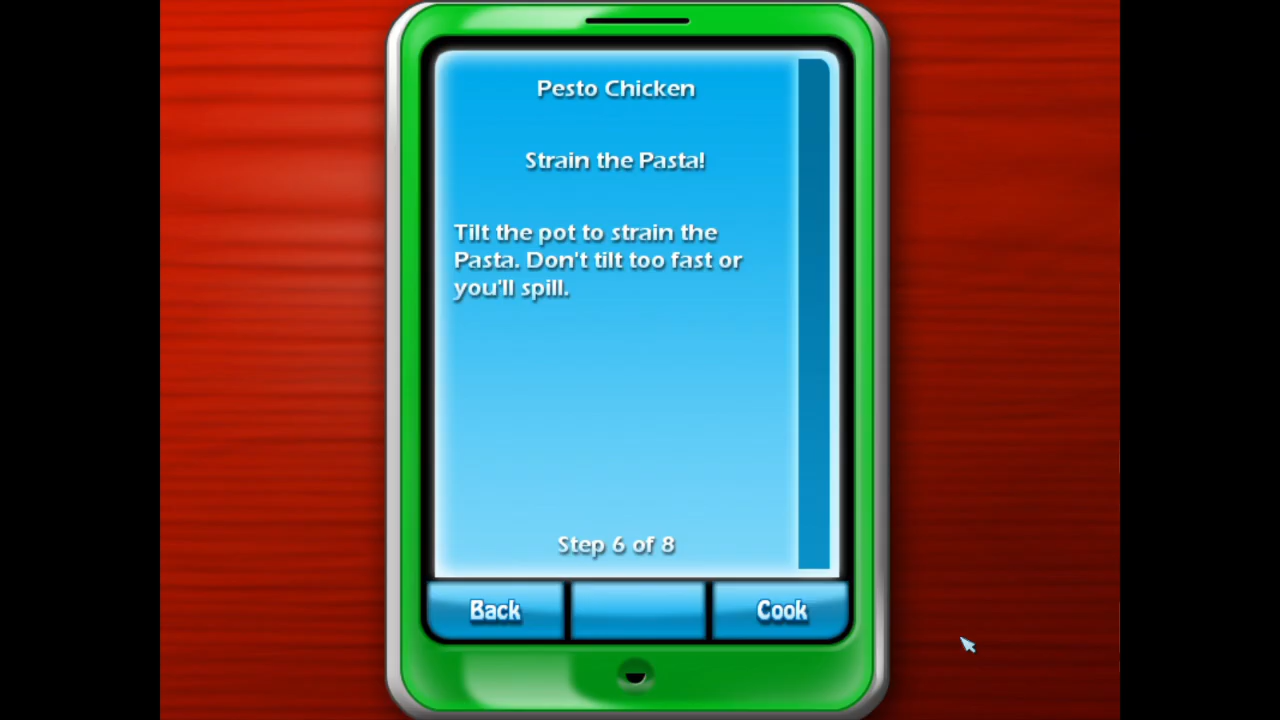 Pesto Chicken
Strain the Pasta!
Tilt the pot to strain the
Pasta. Don't tilt too fast or
you'll spill.
Step 6 of 8
Back
Cook